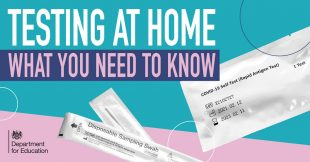 TESTING AT HOME
WHAT YOU NEED TO KNOW
COVID-19 Self-Test (Rapid Antigen Test)
1 Test
Disposable Sampling Swab
Department
for Education